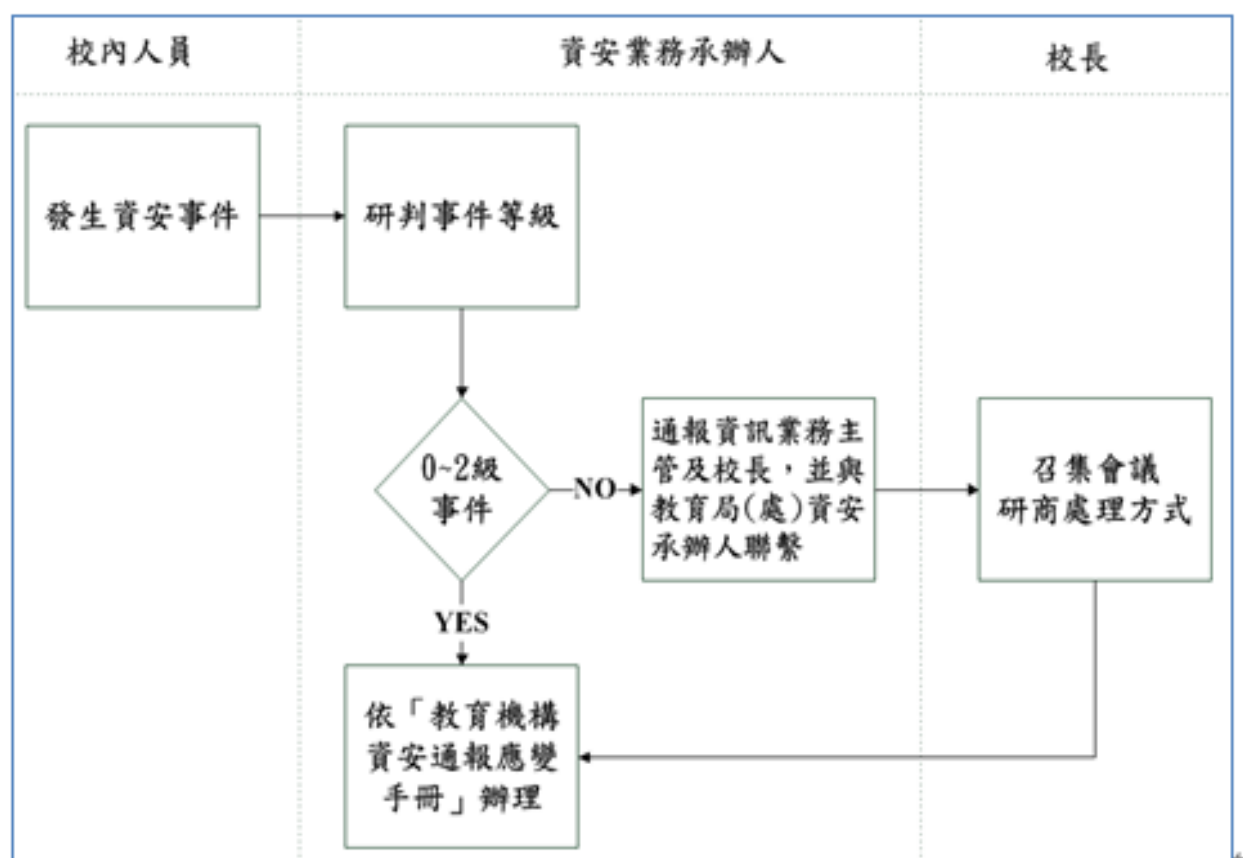 校內人員
資安業務承辦人
校長
發生資安事件
研判事件等級
0~2級
事件
NO
通報資訊業務主
管及校長，並與
教育局(處)資安
承辦人聯繫
召集會議
研商處理方式
YES
依「教育機構
資安通報應變
手冊」辦理